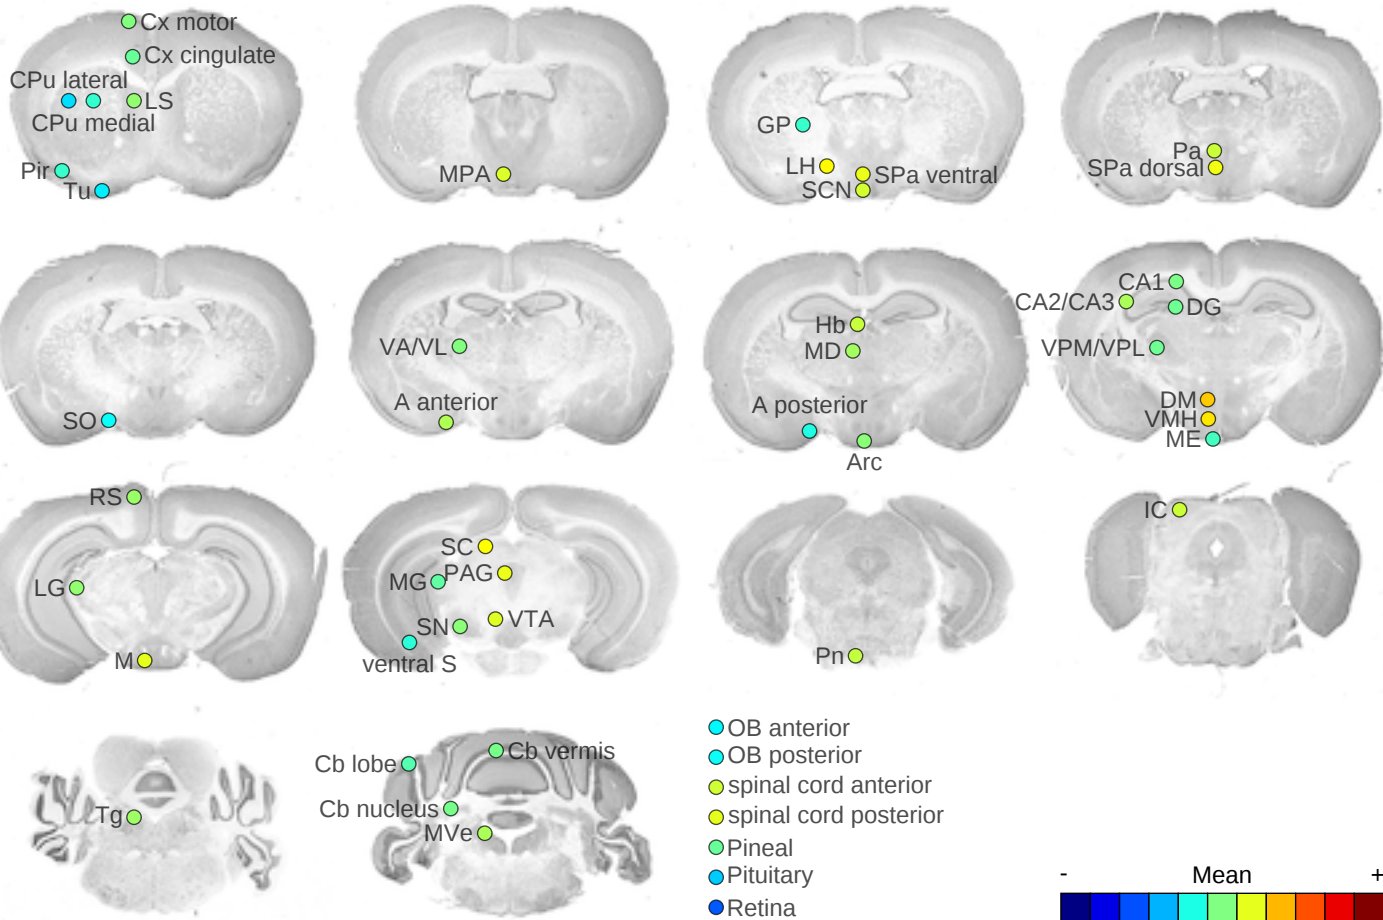 Cx motor
Cx cingulate
CPu lateral
LS
CPu medial
Pir
Tu
MPA
GP
LH
SPa ventral
SCN
Pa
SPa dorsal
SO
VA/VL
A anterior
Hb
MD
A posterior
Arc
CA1
CA2/CA3
DG
VPM/VPL
DM
VMH
ME
RS
LG
M
SC
PAG
MG
VTA
SN
ventral S
Pn
IC
Tg
Cb vermis
Cb lobe
Cb nucleus
MVe
OB anterior
OB posterior
spinal cord anterior
spinal cord posterior
Pineal
Pituitary
Retina
- Mean +